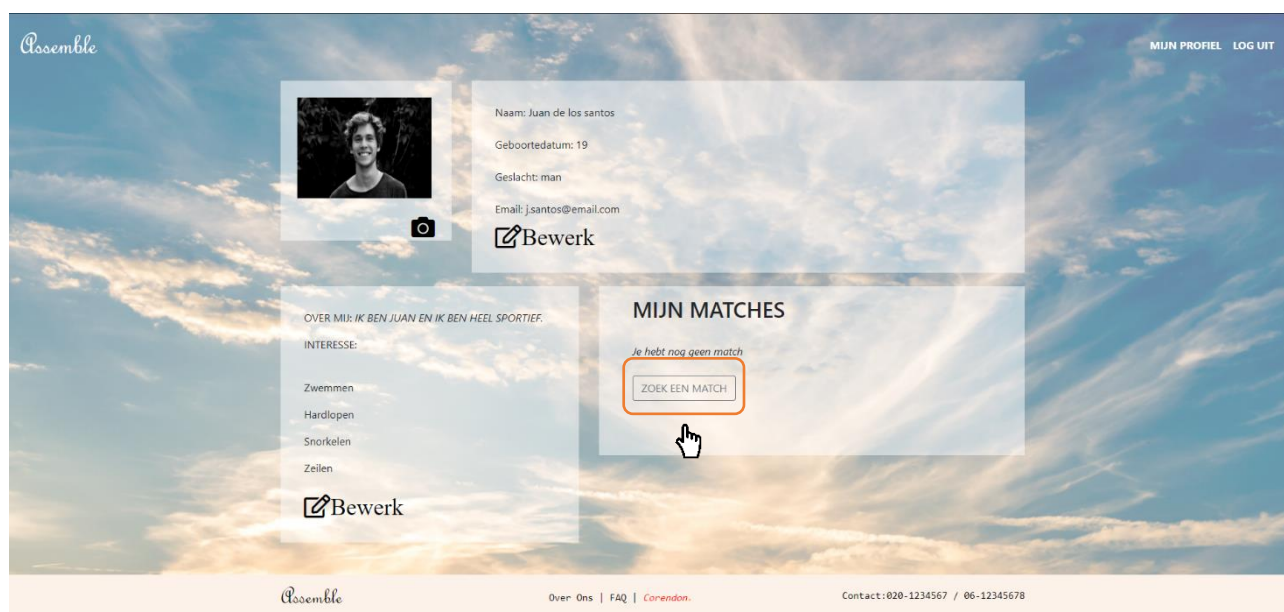 Assemble
MIJN PROFIEL LOG UIT
Naam: Juan de los santos
Geboortedatum: 19
Geslacht: man
Email: j.santos@email.com
Bewerk
OVER MIJ: IK BEN JUAN EN IK BEN HEEL SPORTIEF.
INTERESSE:
Zwemmen
Hardlopen
Snorkelen
Zeilen
Bewerk
MIJN MATCHES
Je hebt nog geen match
ZOEK EEN MATCH
Assemble
Over Ons | FAQ | Corendon.
Contact:020-1234567 / 06-12345678